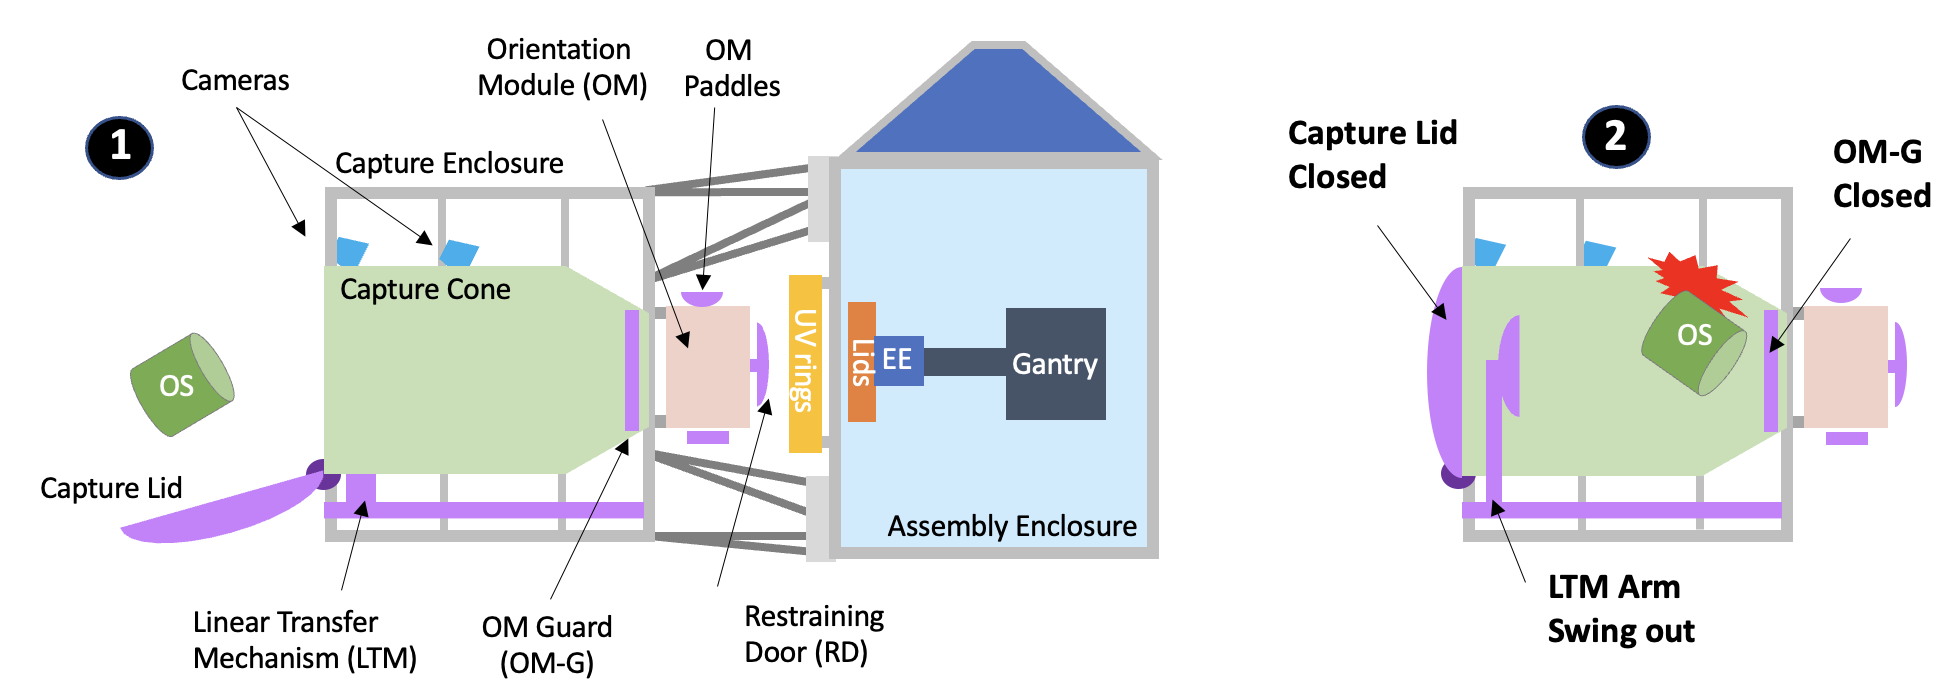 1
Cameras
Orientation
Module (OM)
OM
Paddles
Capture Enclosure
Capture Cone
OS
Capture Lid
UV rings
Lids
EE
Gantry
Assembly Enclosure
Linear Transfer
Mechanism (LTM)
OM Guard
(OM-G)
Restraining
Door (RD)
2
Capture Lid
Closed
OM-G
Closed
OS
LTM Arm
Swing out